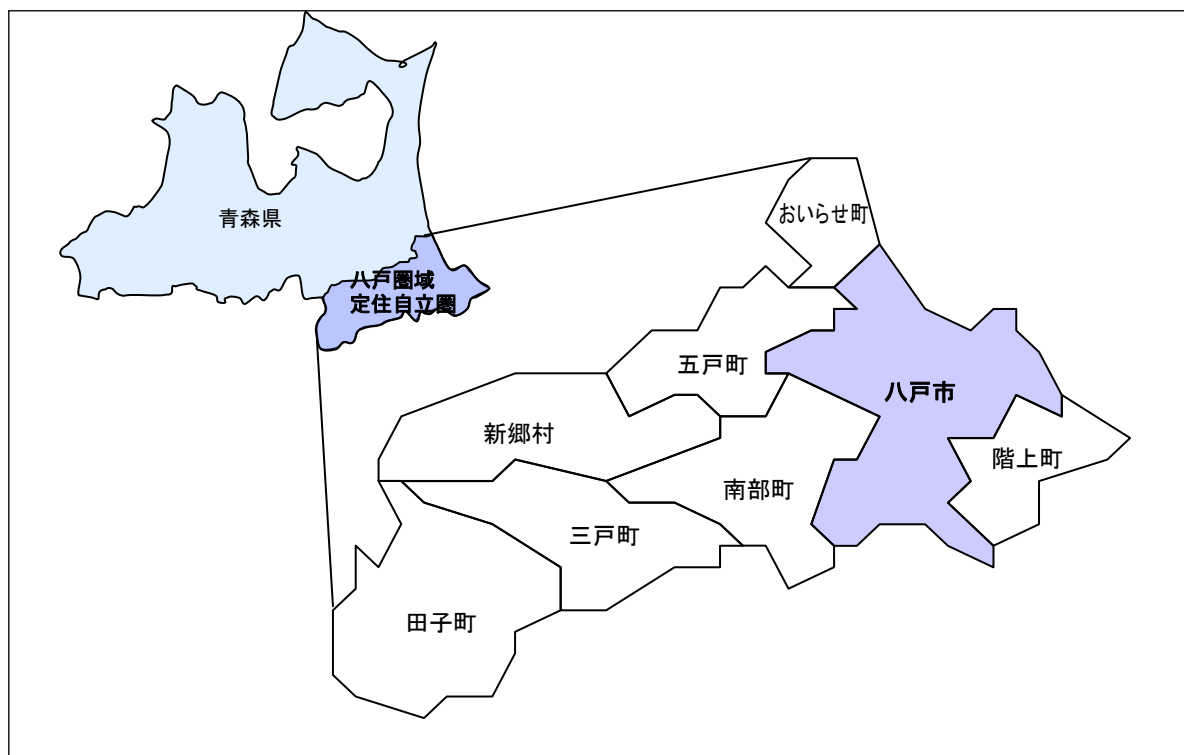 青森県
八戸圏域
定住自立圏
おいらせ町
五戸町
八戸市
新郷村
階上町
南部町
三戸町
田子町